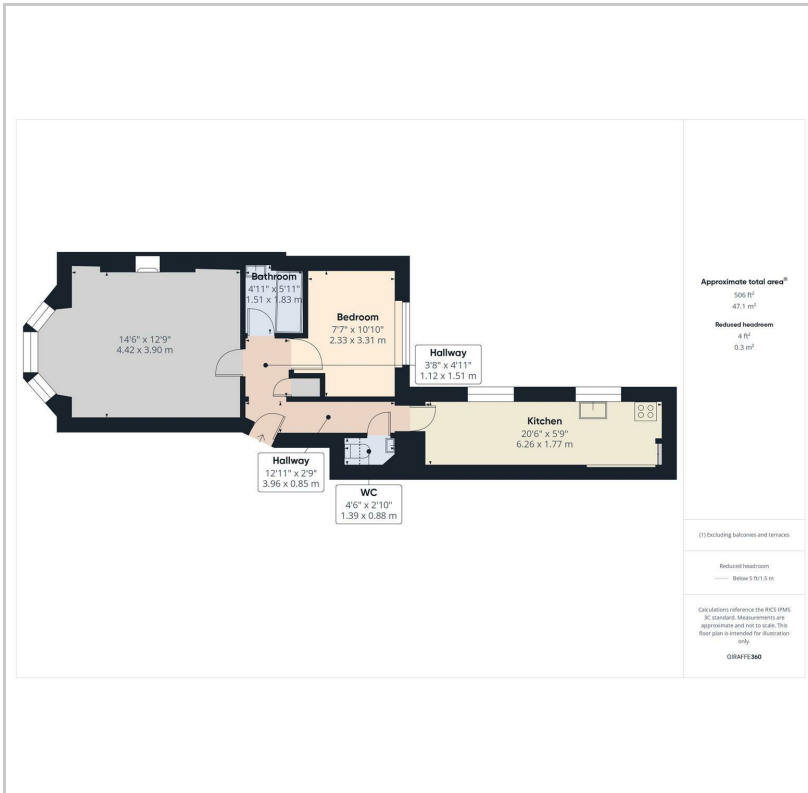 Bathroom
4'11" x 5'11"
1.51 x 1.83 m
Bedroom
7'7" x 10'10"
2.33 x 3.31 m
14'6" x 12'9"
4.42 x 3.90 m
Hallway
3'8" x 4'11"
1.12 x 1.51 m
Kitchen
20'6" x 5'9"
6.26 x 1.77 m
Hallway
12'11" x 2'9"
3.96 x 0.85 m
WC
4'6" x 2'10"
1.39 x 0.88 m
Approximate total area⁽¹⁾
506 ft²
47.1 m²
Reduced headroom
4 ft²
0.3 m²
(1) Excluding balconies and terraces
Reduced headroom
Below 5 ft/1.5 m
Calculations reference the RICS IPMS
3C standard. Measurements are
approximate and not to scale. This
floor plan is intended for illustration
only.
GIRAFFE360